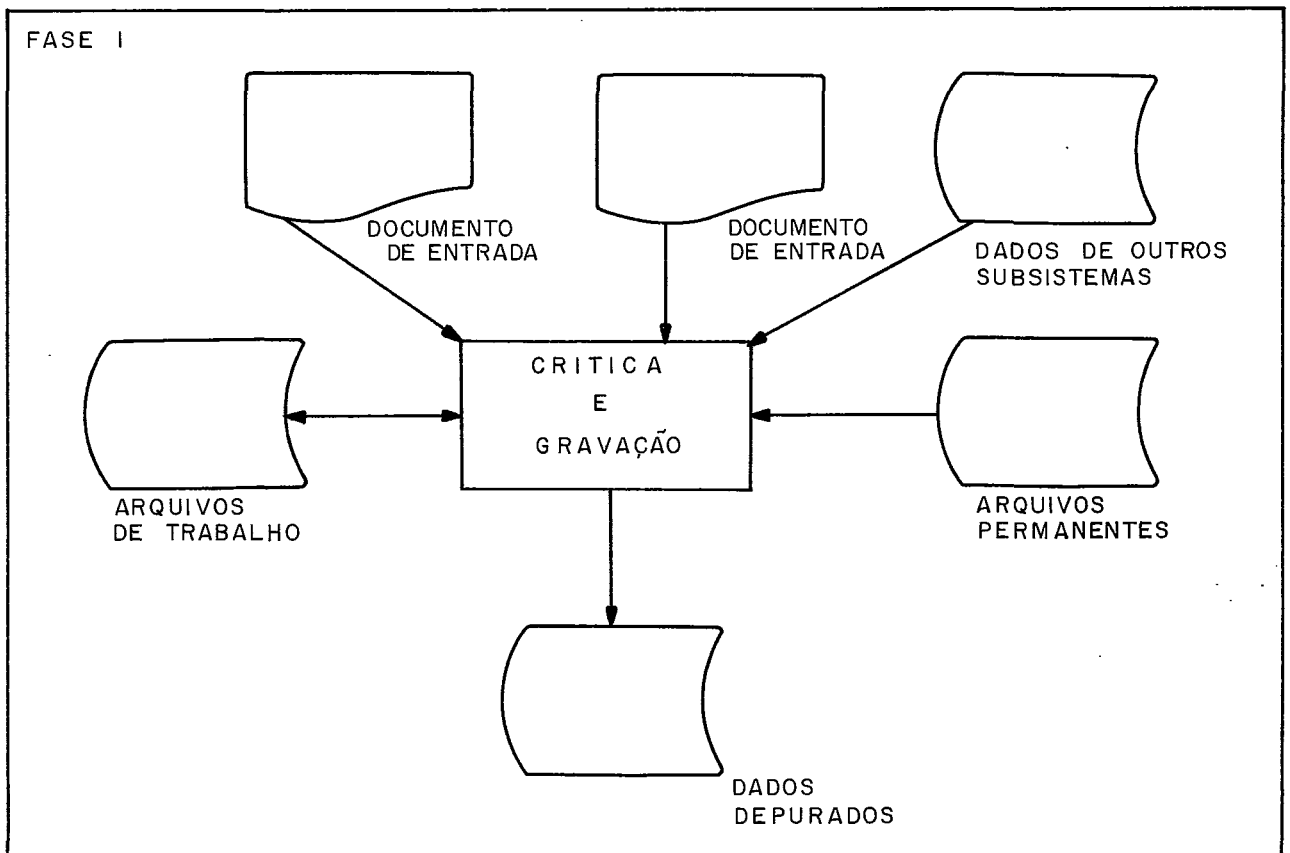 FASE I
DOCUMENTO
DE ENTRADA
DOCUMENTO
DE ENTRADA
DADOS DE OUTROS
SUBSISTEMAS
CRITICA
E
GRAVAÇÃO
ARQUIVOS
DE TRABALHO
ARQUIVOS
PERMANENTES
DADOS
DEPURADOS